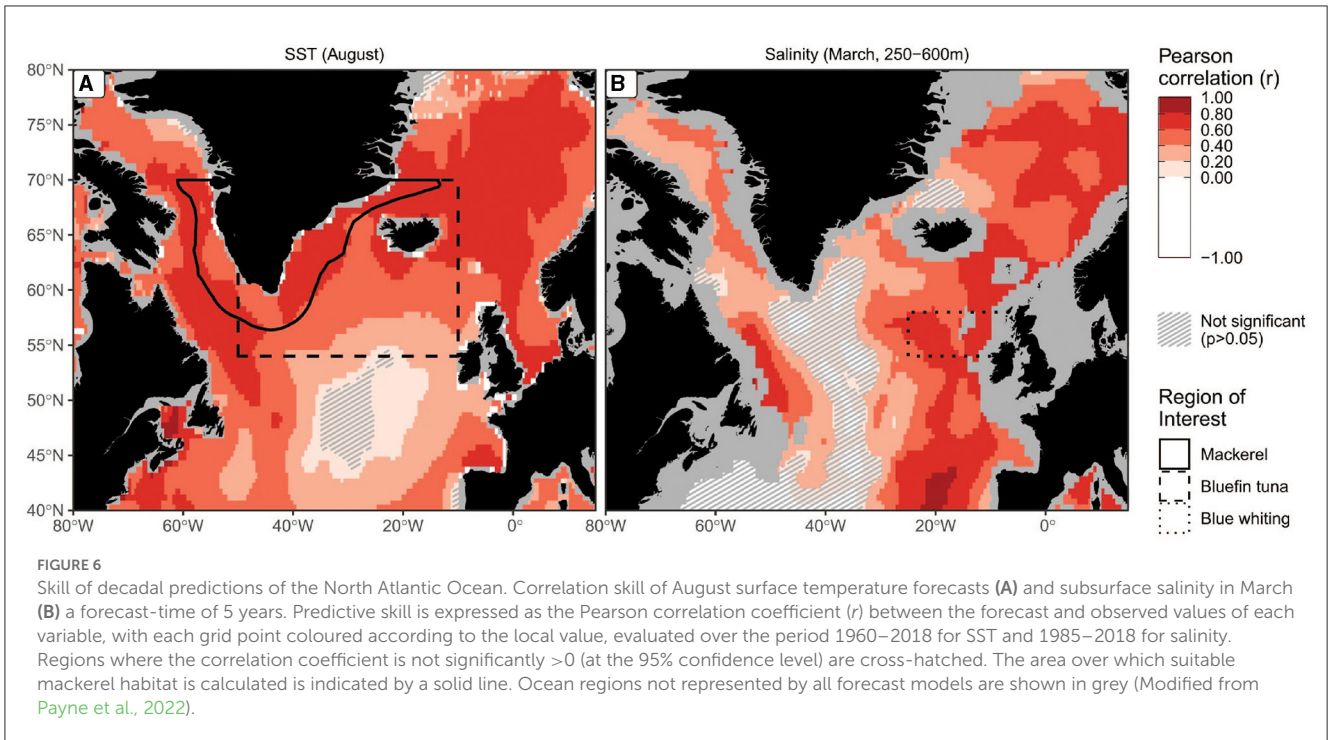 SST (August)
Salinity (March, 250−600m)
A
B
80°N
75°N
70°N
65°N
60°N
55°N
50°N
45°N
40°N
80°W
60°W
40°W
20°W
0°
80°W
60°W
40°W
20°W
0°
Pearson
correlation (r)
1.00
0.80
0.60
0.40
0.20
0.00
−1.00
Not significant
(p>0.05)
Region of
Interest
Mackerel
Bluefin tuna
Blue whiting
FIGURE 6
Skill of decadal predictions of the North Atlantic Ocean. Correlation skill of August surface temperature forecasts (A) and subsurface salinity in March
(B) a forecast-time of 5 years. Predictive skill is expressed as the Pearson correlation coefficient (r) between the forecast and observed values of each
variable, with each grid point coloured according to the local value, evaluated over the period 1960–2018 for SST and 1985–2018 for salinity.
Regions where the correlation coefficient is not significantly >0 (at the 95% confidence level) are cross-hatched. The area over which suitable
mackerel habitat is calculated is indicated by a solid line. Ocean regions not represented by all forecast models are shown in grey (Modified from
Payne et al., 2022).